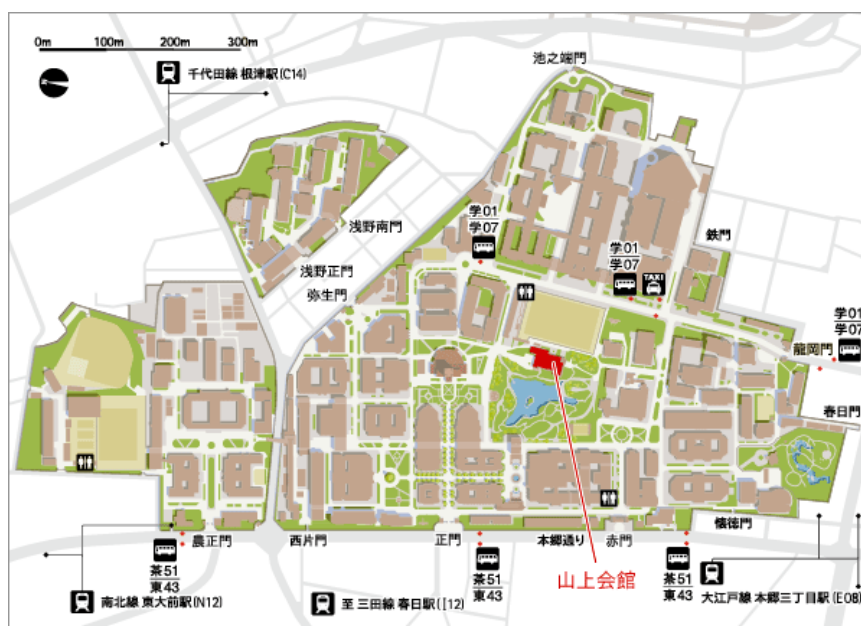 0m 100m 200m 300m
池之端門
千代田線 根津駅(C14)
学01
学07
浅野南門
学01
学07
TAXI
鉄門
浅野正門
弥生門
学01
学07
龍岡門
春日門
農正門
西片門
正門
本郷通り
赤門
懐徳門
茶51
東43
茶51
東43
茶51
東43
山上会館
南北線 東大前駅(N12)
至 三田線 春日駅(I12)
大江戸線 本郷三丁目駅(E08)